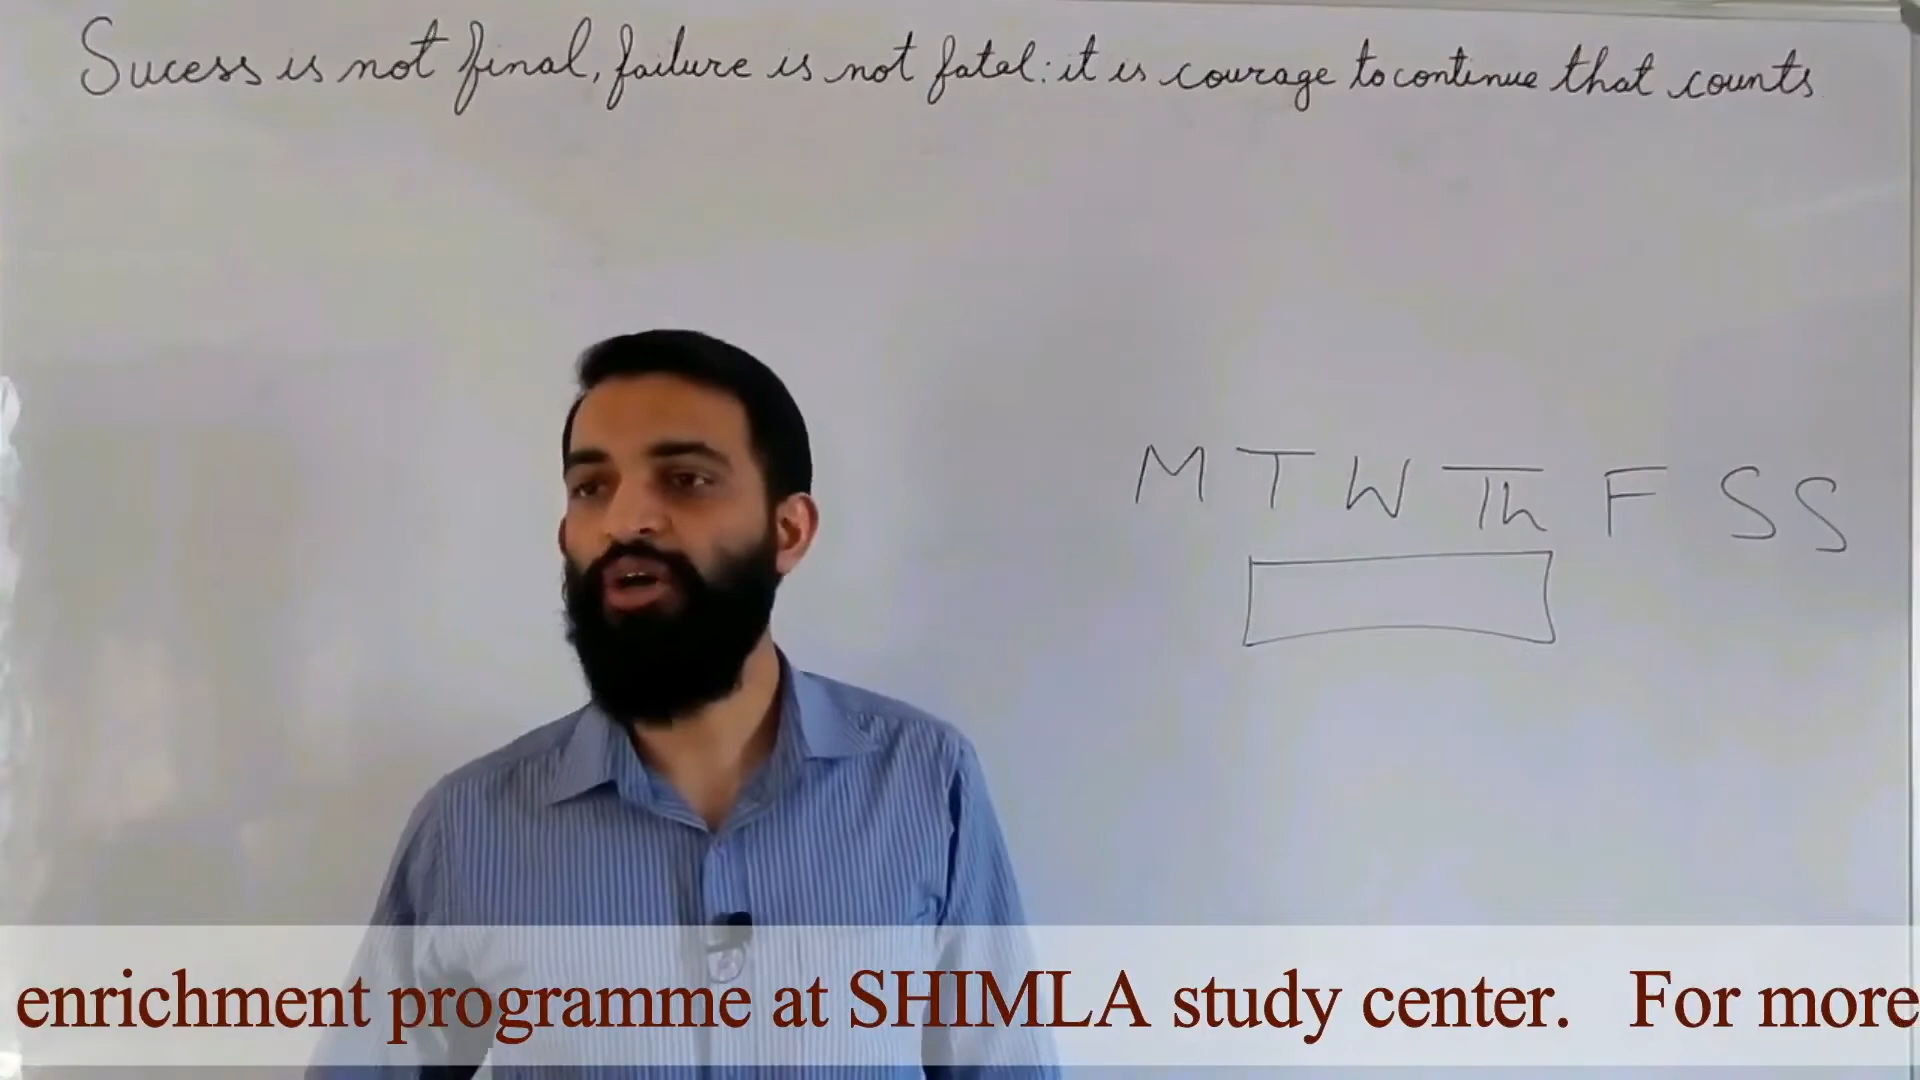 Sucess is not final, failure is not fatal: it is courage to continue that counts
M T W Th F S S
enrichment programme at SHIMLA study center. For more